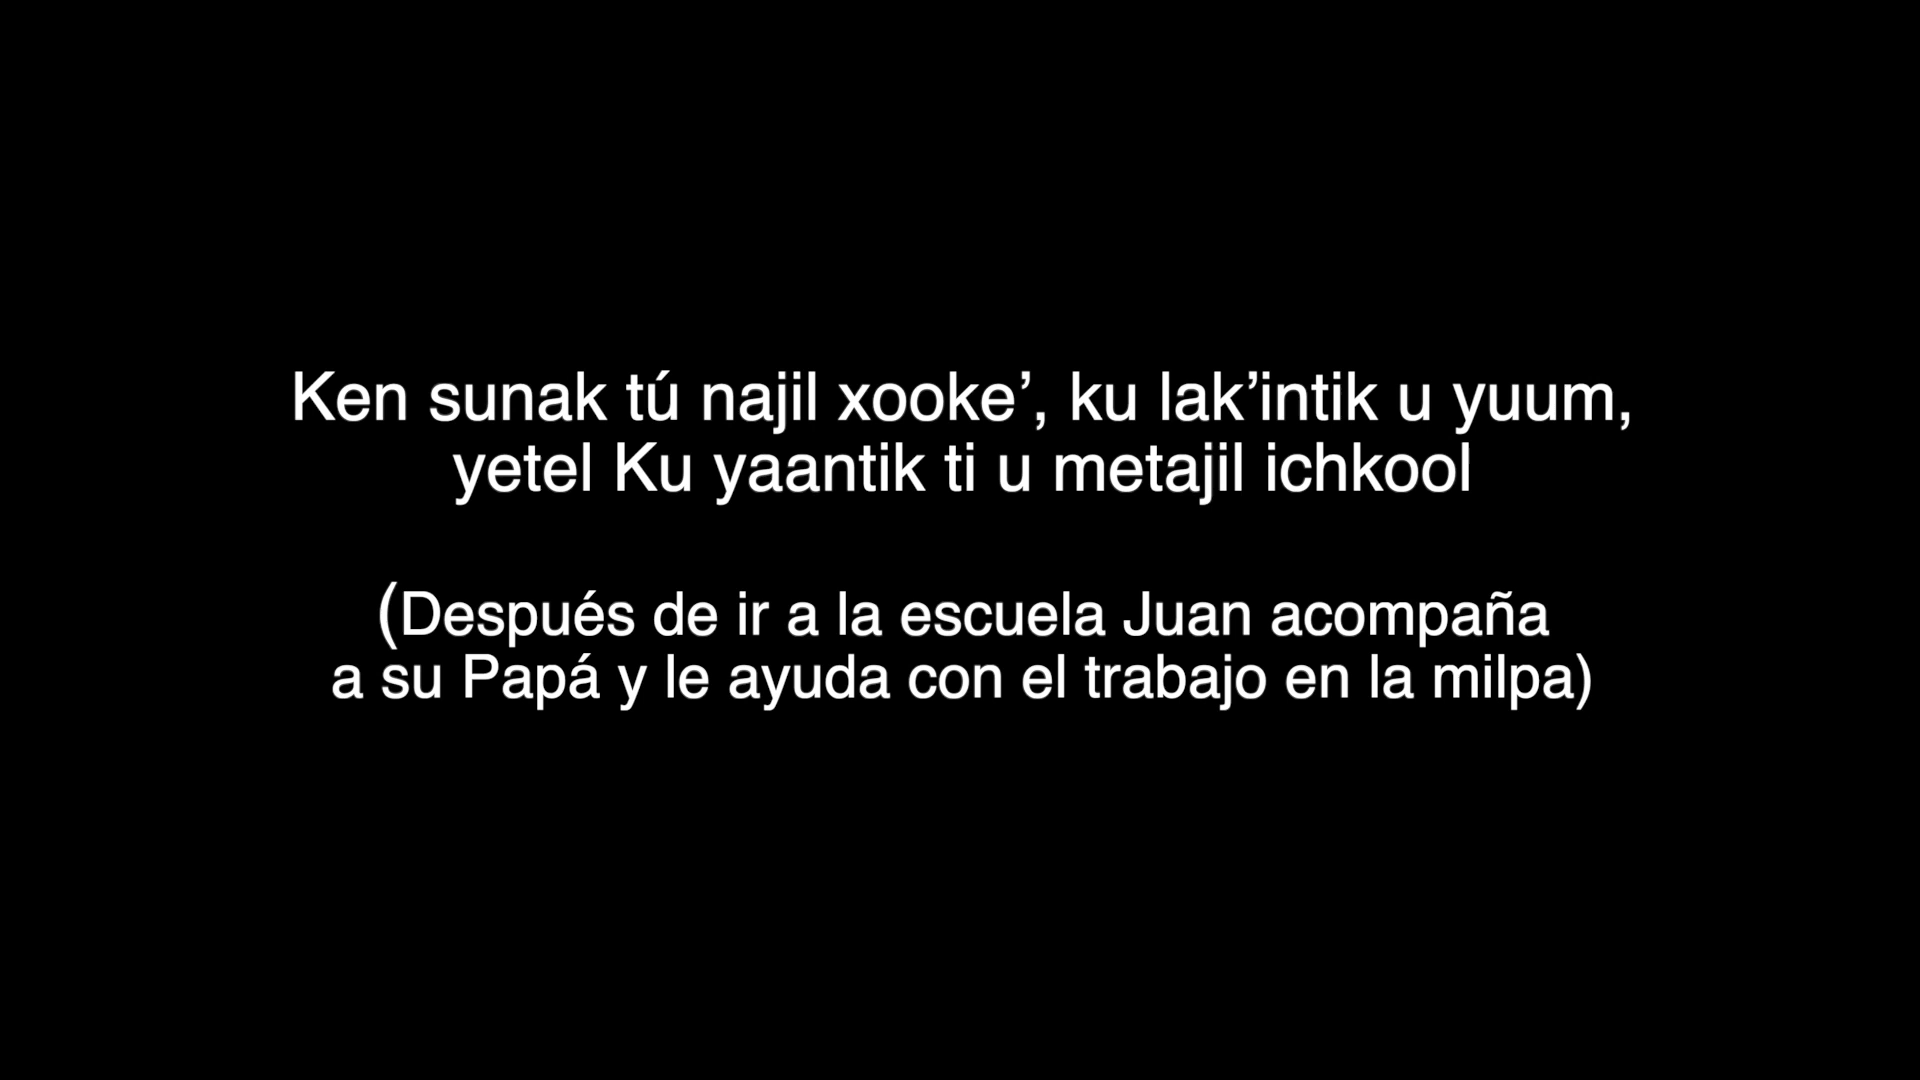 Ken sunak tú najil xooke’, ku lak’intik u yuum,
yetel Ku yaantik ti u metajil ichkool
(Después de ir a la escuela Juan acompaña
a su Papá y le ayuda con el trabajo en la milpa)